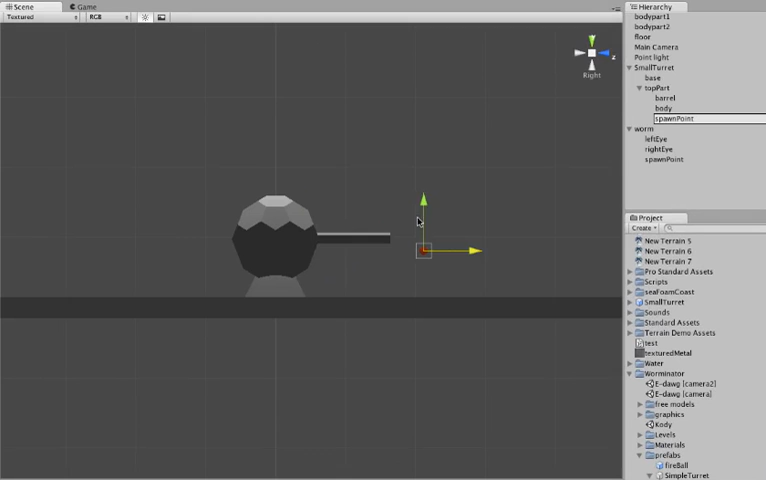 Scene
Game
Textured
RGB
y
z
Right
Hierarchy
bodypart1
bodypart2
floor
Main Camera
Point light
SmallTurret
base
topPart
barrel
body
spawnPoint
worm
leftEye
rightEye
spawnPoint
Project
Create
New Terrain 5
New Terrain 6
New Terrain 7
Pro Standard Assets
Scripts
seaFoamCoast
SmallTurret
Sounds
Standard Assets
Terrain Demo Assets
test
texturedMetal
Water
Worminator
E-dawg [camera2]
E-dawg [camera]
free models
graphics
Kody
Levels
Materials
prefabs
fireBall
SimpleTurret